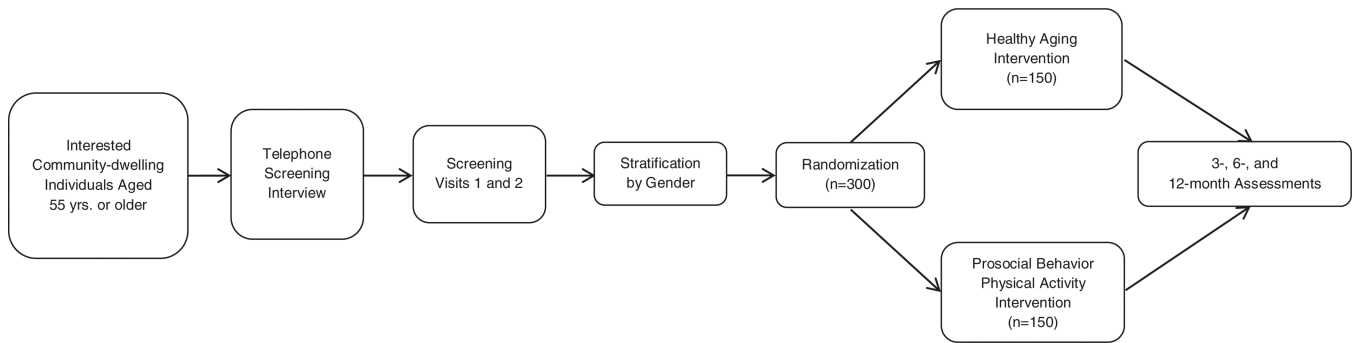 Interested
Community-dwelling
Individuals Aged
55 yrs. or older
Telephone
Screening
Interview
Screening
Visits 1 and 2
Stratification
by Gender
Randomization
(n=300)
Healthy Aging
Intervention
(n=150)
Prosocial Behavior
Physical Activity
Intervention
(n=150)
3-, 6-, and
12-month Assessments